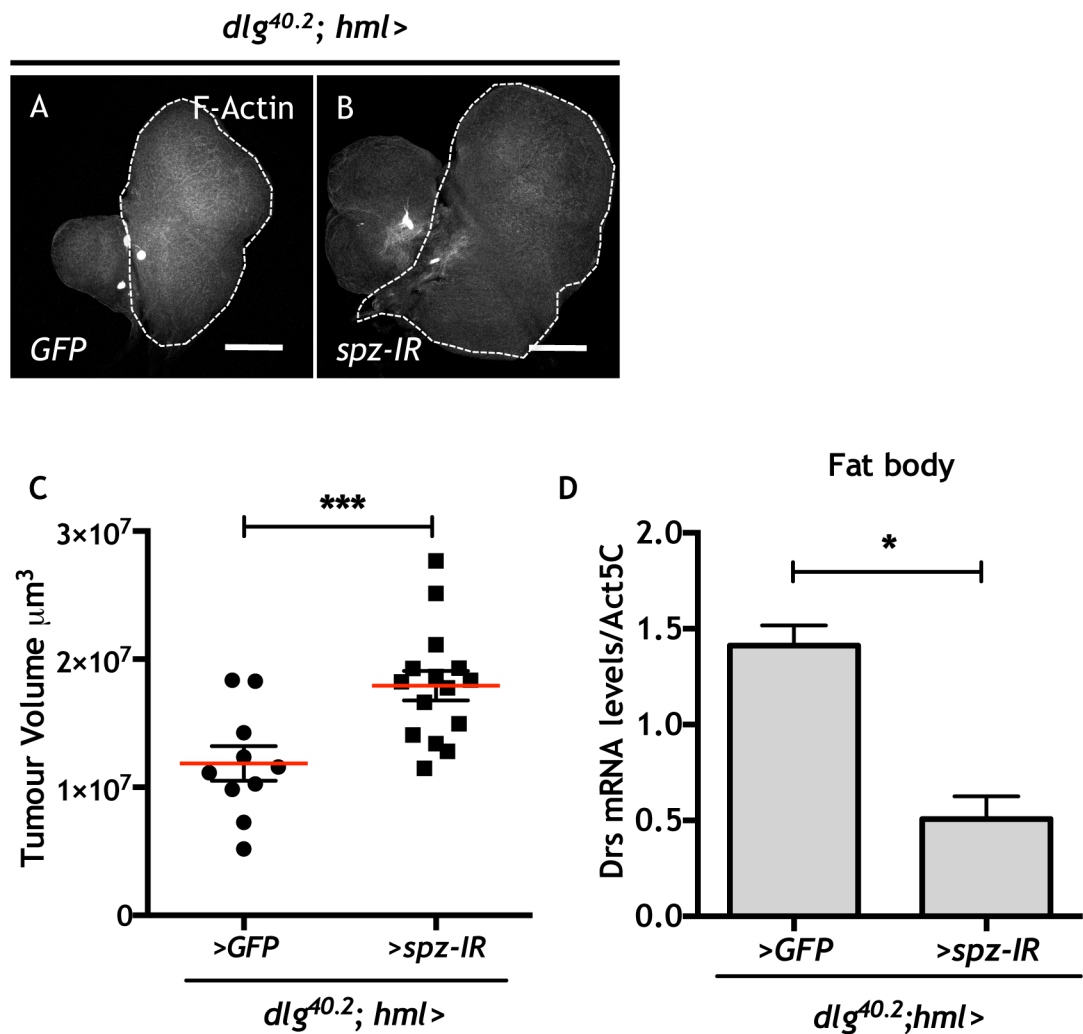 dlg⁴⁰·²; hml>
A F-Actin B
GFP spz-IR
Fat body
C D
***
*
Tumour Volume μm³
3×10⁷
2×10⁷
1×10⁷
0
>GFP >spz-IR
dlg⁴⁰·²; hml>
Drs mRNA levels/Act5C
2.0
1.5
1.0
0.5
0.0
>GFP >spz-IR
dlg⁴⁰·²;hml>